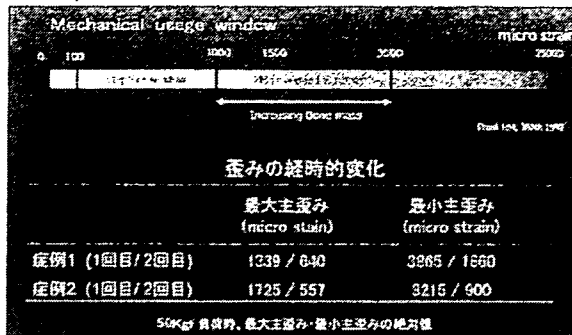 Mechanical usage window
micro strain
0 100 1000 1500 3000 25000
Increasing Bone mass
歪みの経時的変化
最大主歪み 最小主歪み
(micro stain) (micro strain)
症例1 (1回目/2回目) 1339 / 640
症例2 (1回目/2回目) 1725 / 557 3215 / 900
50Kgf 負荷時、最大主歪み・最小主歪みの絶対値